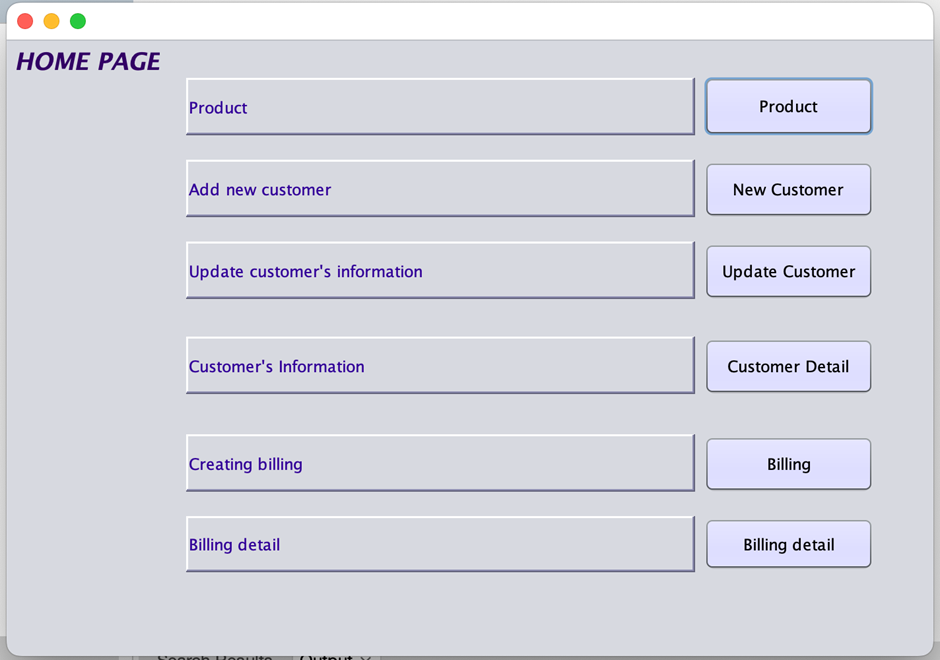 HOME PAGE
Product Product
Add new customer New Customer
Update customer's information Update Customer
Customer's Information Customer Detail
Creating billing Billing
Billing detail Billing detail
Search Results Output